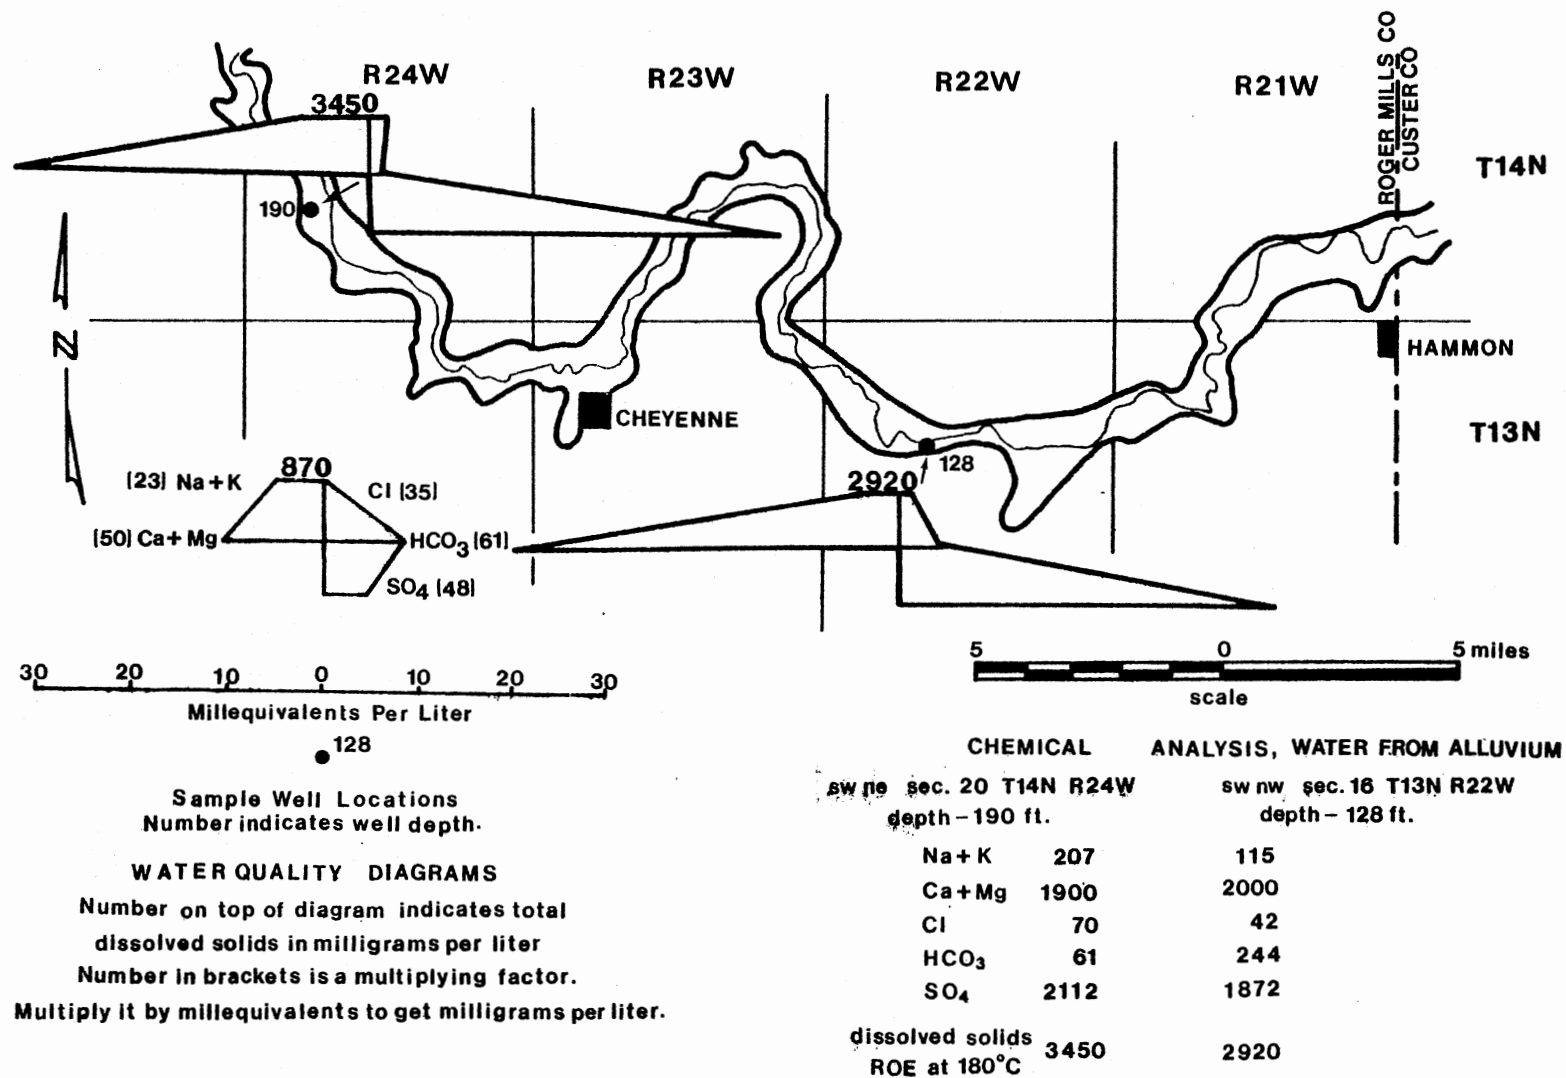 R24W
R23W
R22W
R21W
ROGER MILLS CO
CUSTER CO
3450
T14N
190
N
HAMMON
CHEYENNE
T13N
128
870
(23) Na+K
Cl (35)
(50) Ca+Mg
HCO3 (61)
SO4 (48)
2920
5 0 5 miles
scale
30 20 10 0 10 20 30
Millequivalents Per Liter
128
Sample Well Locations
Number indicates well depth.
WATER QUALITY DIAGRAMS
Number on top of diagram indicates total
dissolved solids in milligrams per liter
Number in brackets is a multiplying factor.
Multiply it by millequivalents to get milligrams per liter.
CHEMICAL ANALYSIS, WATER FROM ALLUVIUM
sw ne sec. 20 T14N R24W sw nw sec. 16 T13N R22W
depth - 190 ft. depth - 128 ft.
Na+K 207 115
Ca+Mg 1900 2000
Cl 70 42
HCO3 61 244
SO4 2112 1872
dissolved solids
ROE at 180°C 3450 2920